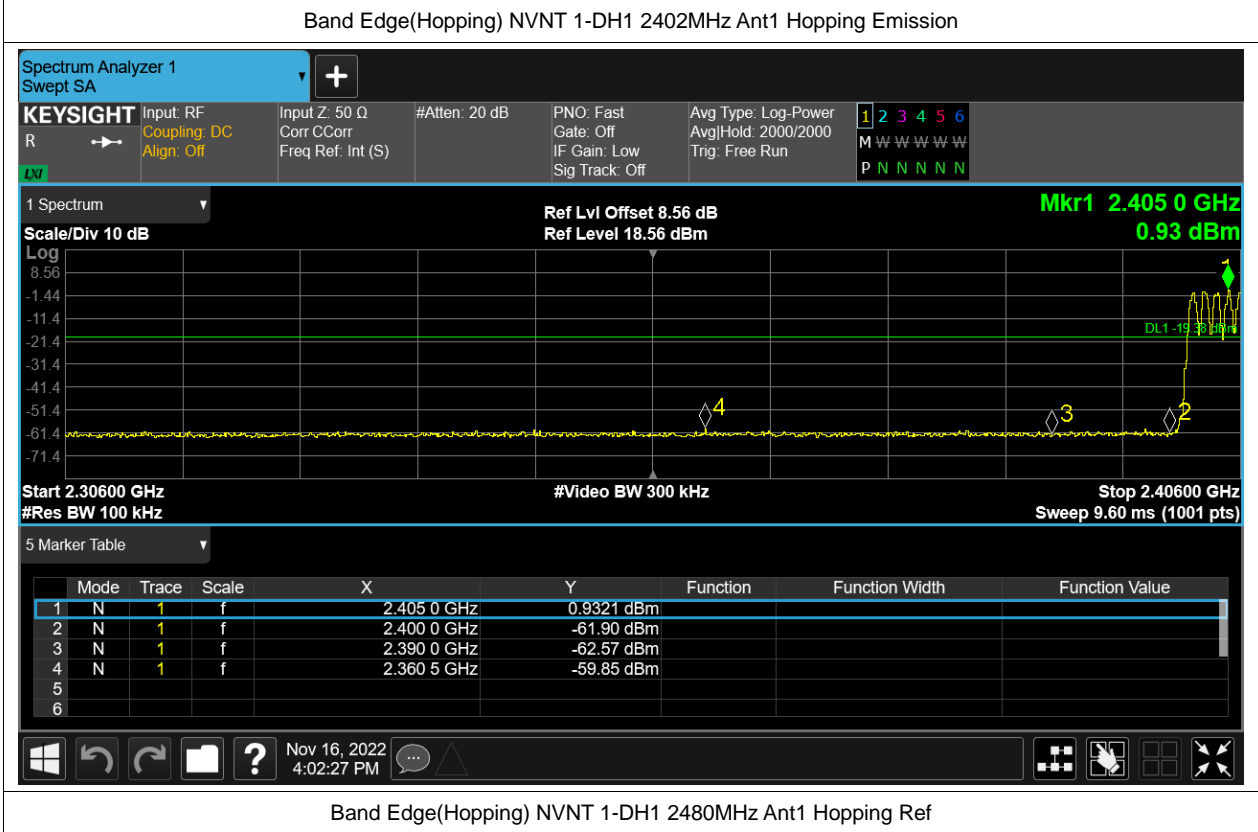 Band Edge(Hopping) NVNT 1-DH1 2402MHz Ant1 Hopping Emission
Spectrum Analyzer 1
Swept SA
KEYSIGHT
R
LXI
Input: RF
Coupling: DC
Align: Off
Input Z: 50 Ω
Corr CCorr
Freq Ref: Int (S)
#Atten: 20 dB
PNO: Fast
Gate: Off
IF Gain: Low
Sig Track: Off
Avg Type: Log-Power
Avg|Hold: 2000/2000
Trig: Free Run
1 2 3 4 5 6
M W W W W W
P N N N N N
1 Spectrum
Scale/Div 10 dB
Ref Lvl Offset 8.56 dB
Ref Level 18.56 dBm
Mkr1 2.405 0 GHz
0.93 dBm
Log
8.56
-1.44
-11.4
-21.4
-31.4
-41.4
-51.4
-61.4
-71.4
1
DL1 -19.38 dBm
4
3
2
Start 2.30600 GHz
#Res BW 100 kHz
#Video BW 300 kHz
Stop 2.40600 GHz
Sweep 9.60 ms (1001 pts)
5 Marker Table
Mode Trace Scale X Y Function Function Width Function Value
1 N 1 f 2.405 0 GHz 0.9321 dBm
2 N 1 f 2.400 0 GHz -61.90 dBm
3 N 1 f 2.390 0 GHz -62.57 dBm
4 N 1 f 2.360 5 GHz -59.85 dBm
5
6
?
Nov 16, 2022
4:02:27 PM
Band Edge(Hopping) NVNT 1-DH1 2480MHz Ant1 Hopping Ref